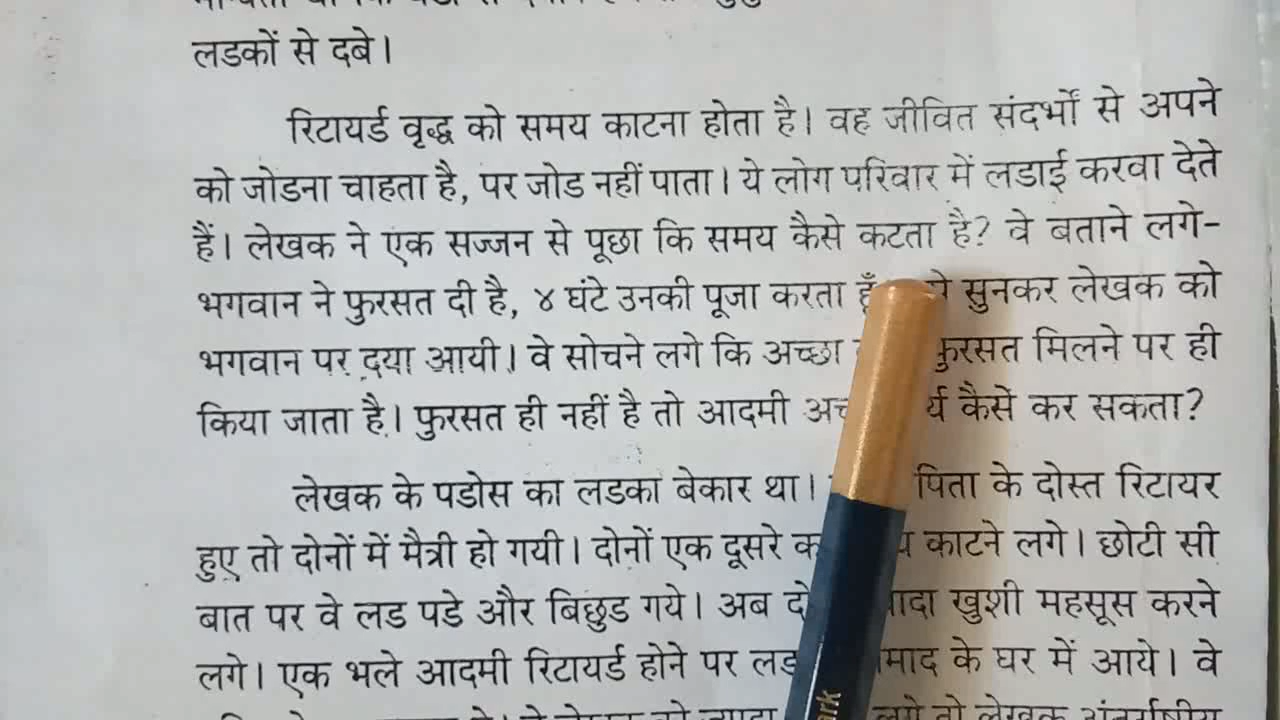 लडकों से दबे।
रिटायर्ड वृद्ध को समय काटना होता है। वह जीवित संदर्भों से अपने
को जोडना चाहता है, पर जोड नहीं पाता। ये लोग परिवार में लडाई करवा देते
हैं। लेखक ने एक सज्जन से पूछा कि समय कैसे कटता है? वे बताने लगे-
भगवान ने फुरसत दी है, ४ घंटे उनकी पूजा करता हूँ सुनकर लेखक को
भगवान पर दया आयी। वे सोचने लगे कि अच्छा फुरसत मिलने पर ही
किया जाता है। फुरसत ही नहीं है तो आदमी कैसे कर सकता?
लेखक के पडोस का लडका बेकार था। पिता के दोस्त रिटायर
हुए तो दोनों में मैत्री हो गयी। दोनों एक दूसरे काटने लगे। छोटी सी
बात पर वे लड पडे और बिछुड गये। अब खुशी महसूस करने
लगे। एक भले आदमी रिटायर्ड होने पर के घर में आये। वे
लगे तो लेखक अंतर्राष्ट्रीय